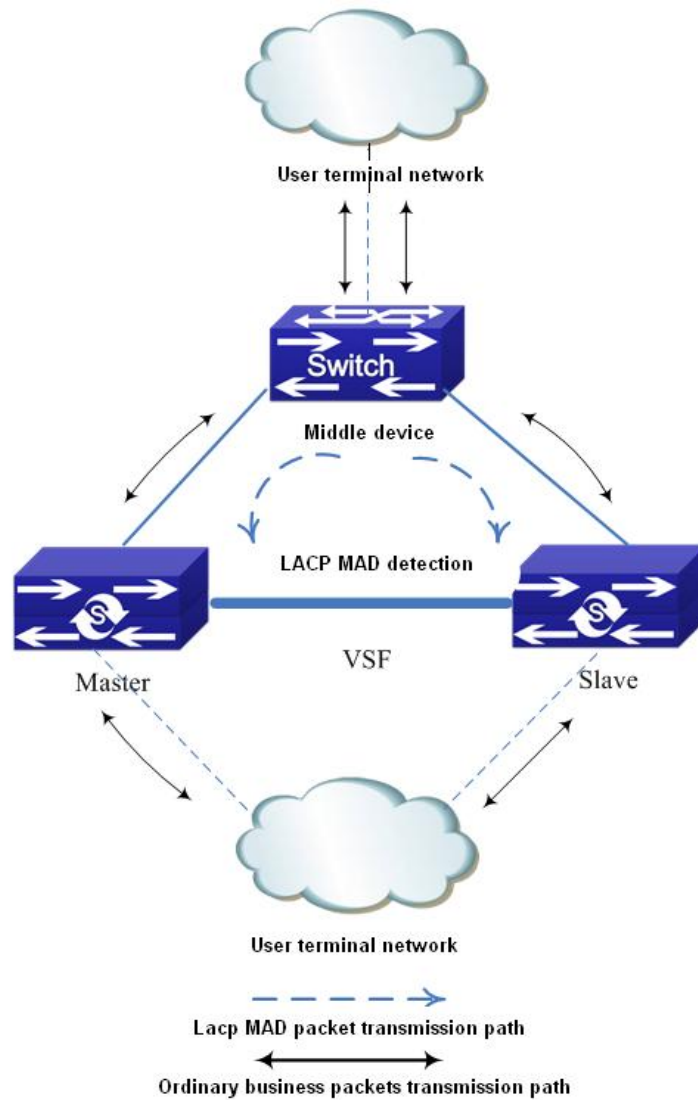 User terminal network
Switch
Middle device
LACP MAD detection
S
S
VSF
Master
Slave
User terminal network
Lacp MAD packet transmission path
Ordinary business packets transmission path